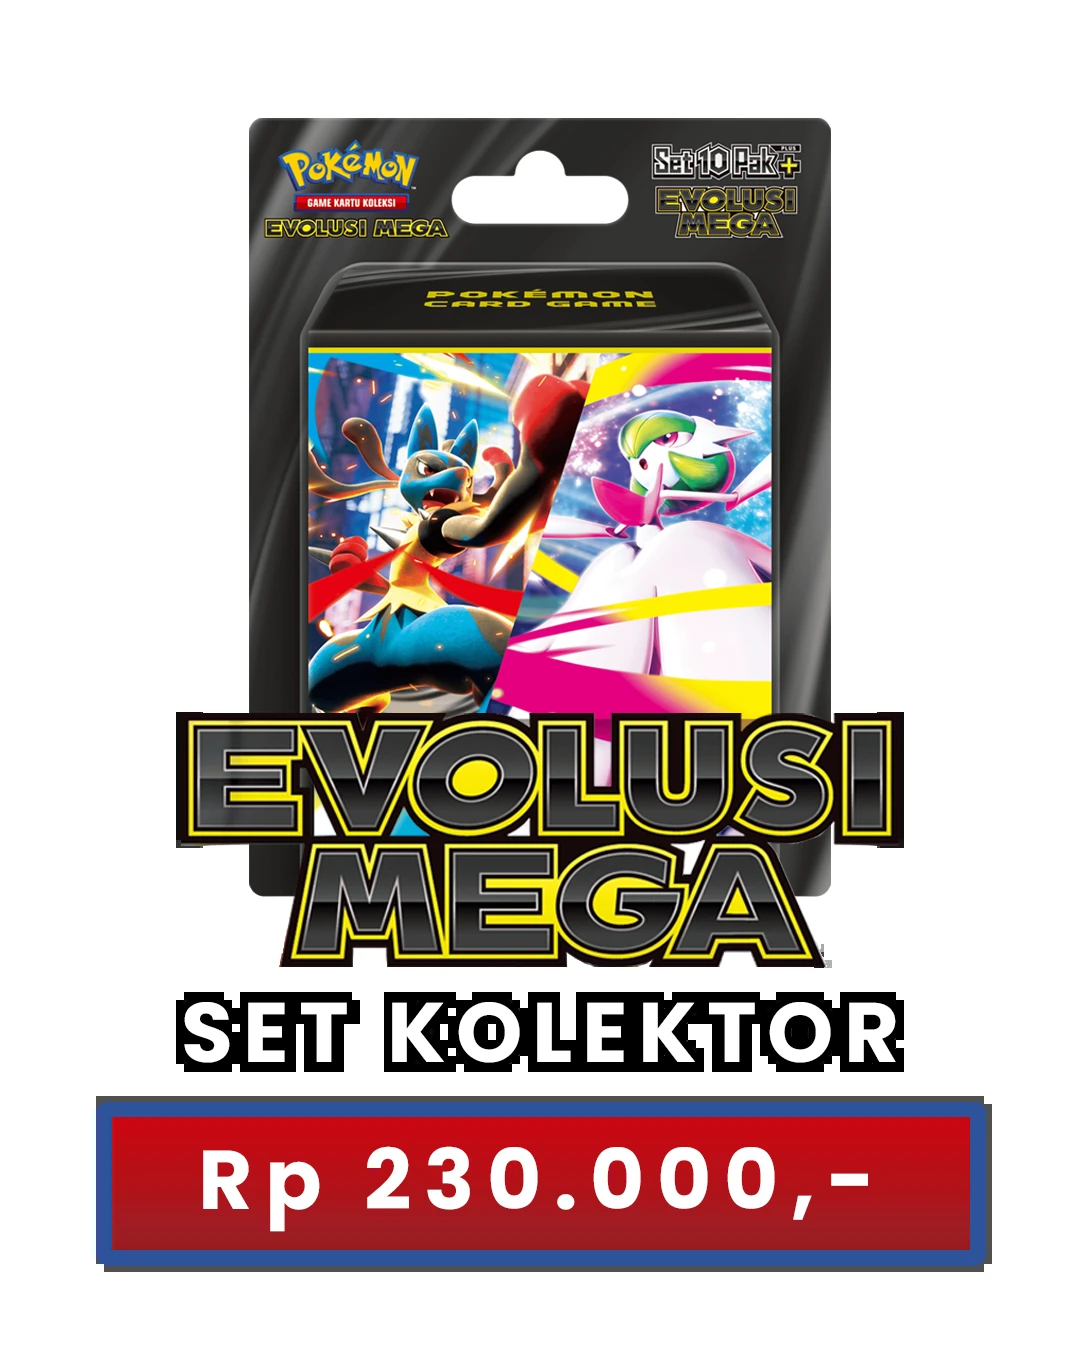 POKÉMON
GAME KARTU KOLEKSI
EVOLUSI MEGA
Set 10 Pak +
PLUS
EVOLUSI
MEGA
POKÉMON
CARD GAME
EVOLUSI
MEGA
SET KOLEKTOR
Rp 230.000,-